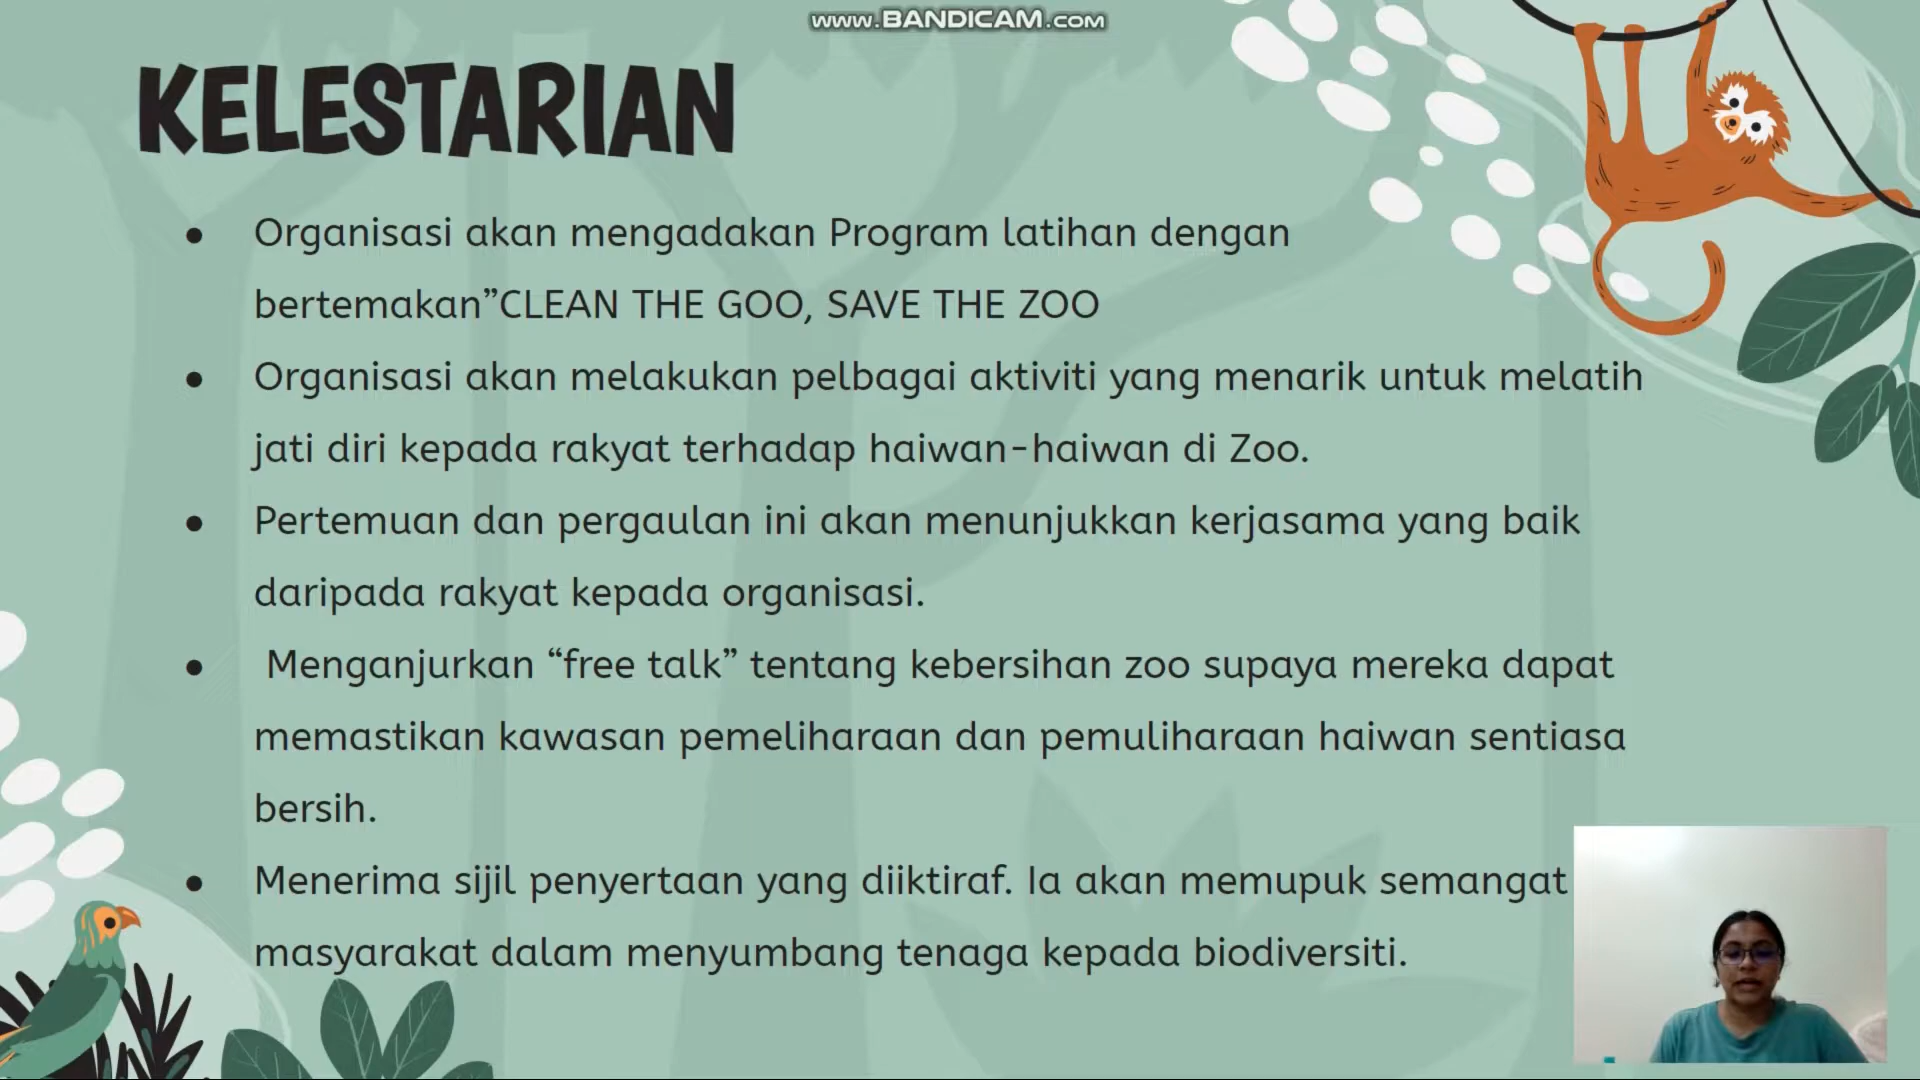 www.BANDICAM.com
KELESTARIAN
● Organisasi akan mengadakan Program latihan dengan
bertemakan”CLEAN THE GOO, SAVE THE ZOO
● Organisasi akan melakukan pelbagai aktiviti yang menarik untuk melatih
jati diri kepada rakyat terhadap haiwan-haiwan di Zoo.
● Pertemuan dan pergaulan ini akan menunjukkan kerjasama yang baik
daripada rakyat kepada organisasi.
● Menganjurkan “free talk” tentang kebersihan zoo supaya mereka dapat
memastikan kawasan pemeliharaan dan pemuliharaan haiwan sentiasa
bersih.
● Menerima sijil penyertaan yang diiktiraf. Ia akan memupuk semangat
masyarakat dalam menyumbang tenaga kepada biodiversiti.